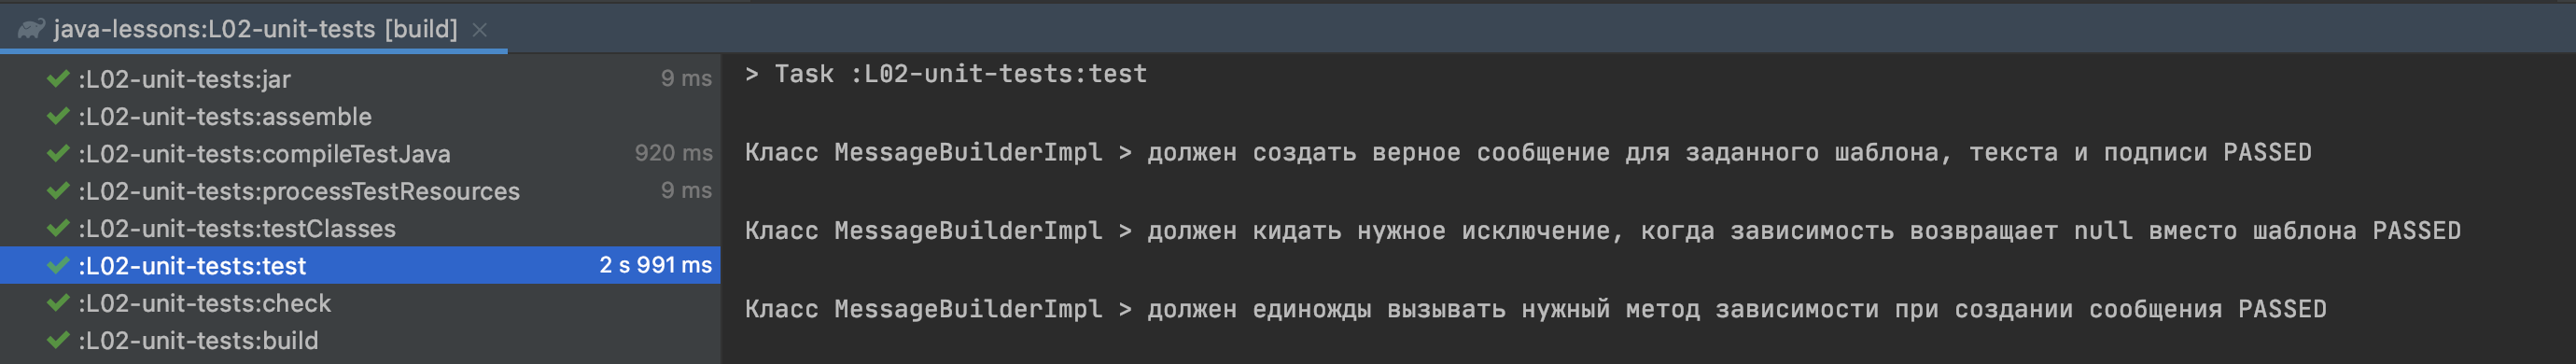 java-lessons:L02-unit-tests [build]
:L02-unit-tests:jar 9 ms
:L02-unit-tests:assemble
:L02-unit-tests:compileTestJava 920 ms
:L02-unit-tests:processTestResources 9 ms
:L02-unit-tests:testClasses
:L02-unit-tests:test 2 s 991 ms
:L02-unit-tests:check
:L02-unit-tests:build
> Task :L02-unit-tests:test
Класс MessageBuilderImpl > должен создать верное сообщение для заданного шаблона, текста и подписи PASSED
Класс MessageBuilderImpl > должен кидать нужное исключение, когда зависимость возвращает null вместо шаблона PASSED
Класс MessageBuilderImpl > должен единожды вызывать нужный метод зависимости при создании сообщения PASSED